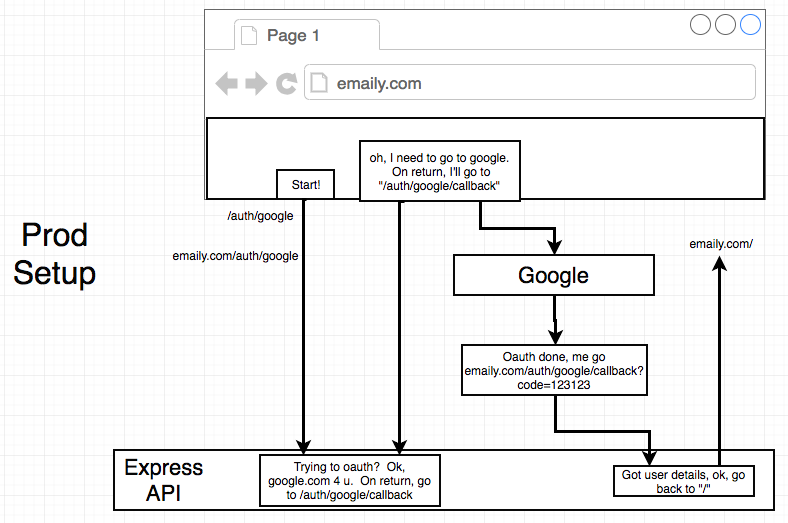 Page 1
emaily.com
oh, I need to go to google.
On return, I'll go to
"/auth/google/callback"
Start!
/auth/google
emaily.com/auth/google
Prod
Setup
emaily.com/
Google
Oauth done, me go
emaily.com/auth/google/callback?
code=123123
Express
API
Trying to oauth? Ok,
google.com 4 u. On return, go
to /auth/google/callback
Got user details, ok, go
back to "/"